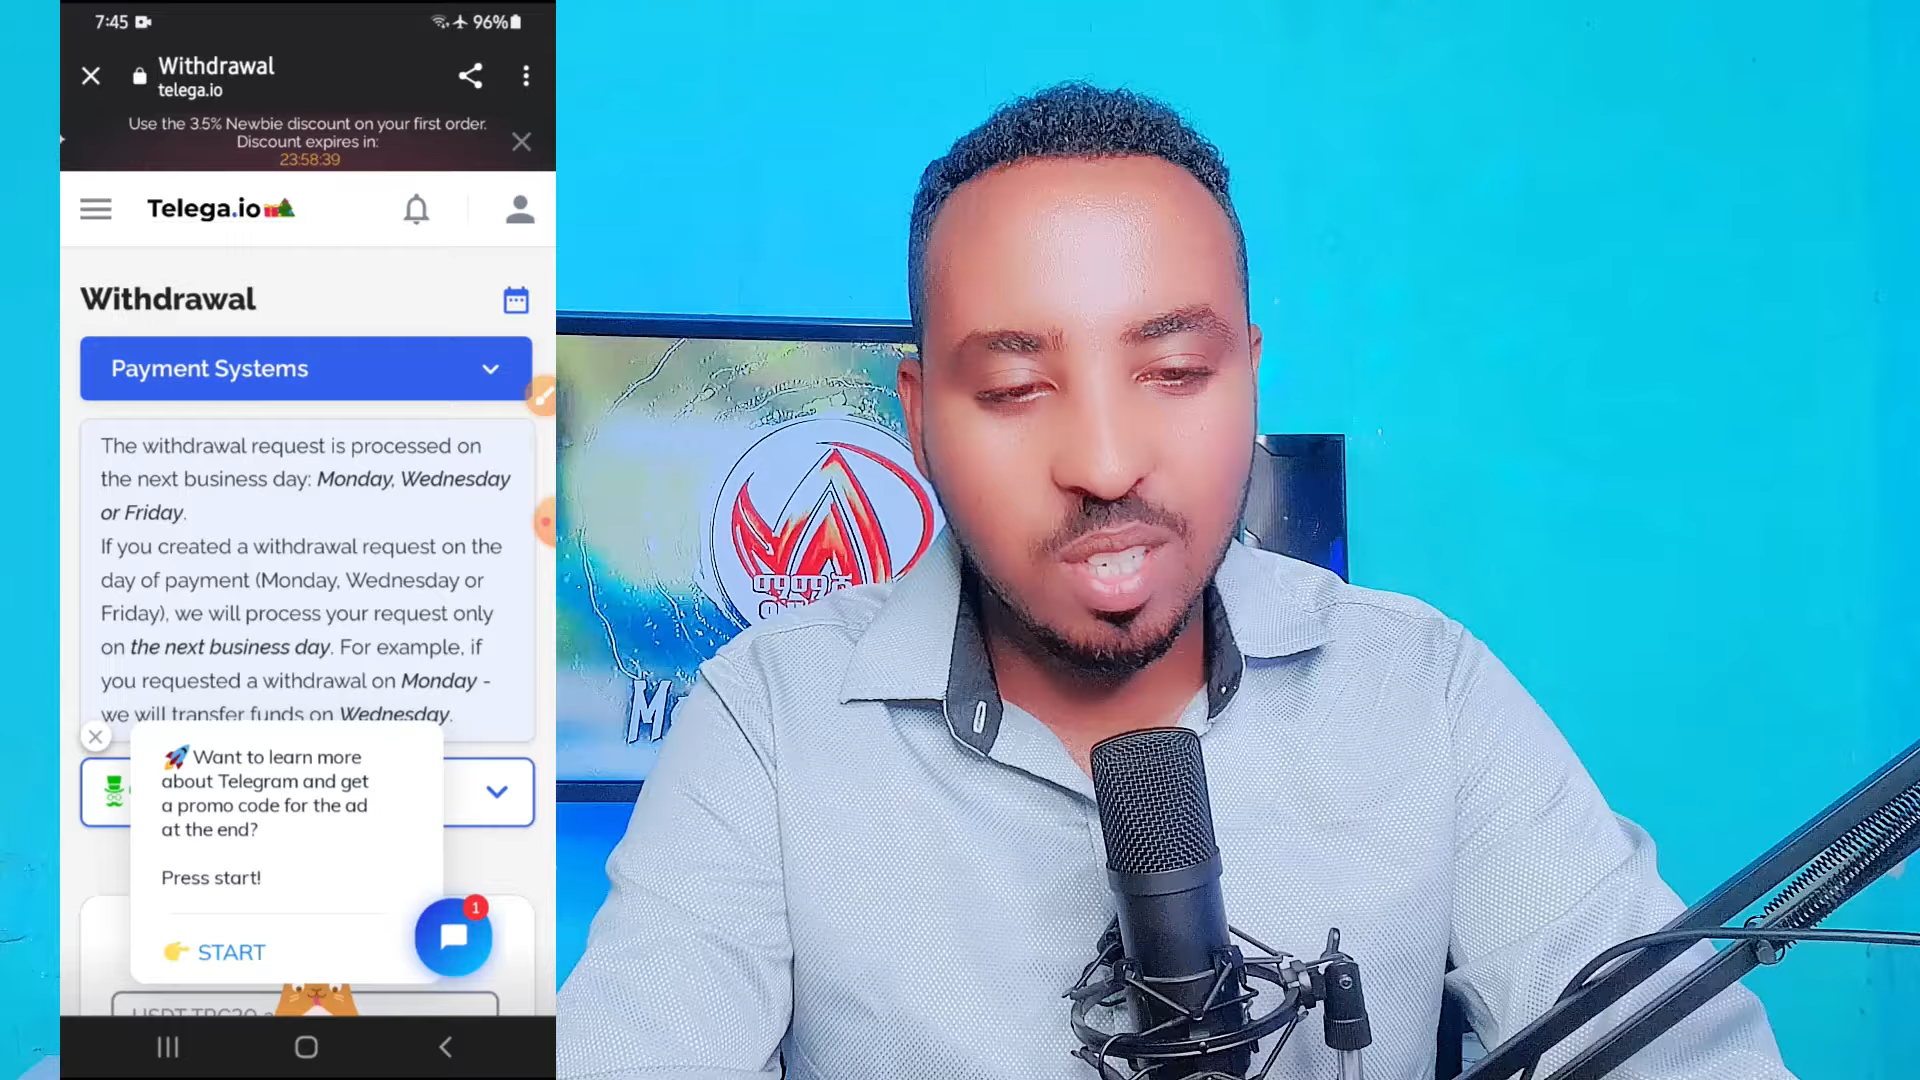 7:45
96%
Withdrawal
telega.io
Use the 3.5% Newbie discount on your first order.
Discount expires in:
23:58:39
Telega.io
Withdrawal
Payment Systems
The withdrawal request is processed on
the next business day: Monday, Wednesday
or Friday.
If you created a withdrawal request on the
day of payment (Monday, Wednesday or
Friday), we will process your request only
on the next business day. For example, if
you requested a withdrawal on Monday -
we will transfer funds on Wednesday.
Want to learn more
about Telegram and get
a promo code for the ad
at the end?
Press start!
START
1
USDT TRC20